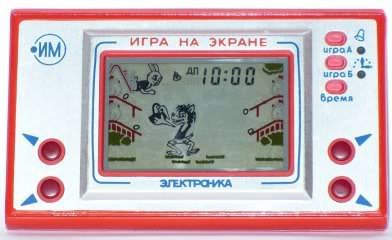 •ИМ
ИГРА НА ЭКРАНЕ
игра А
игра Б
время
ДП 10:00
ЭЛЕКТРОНИКА